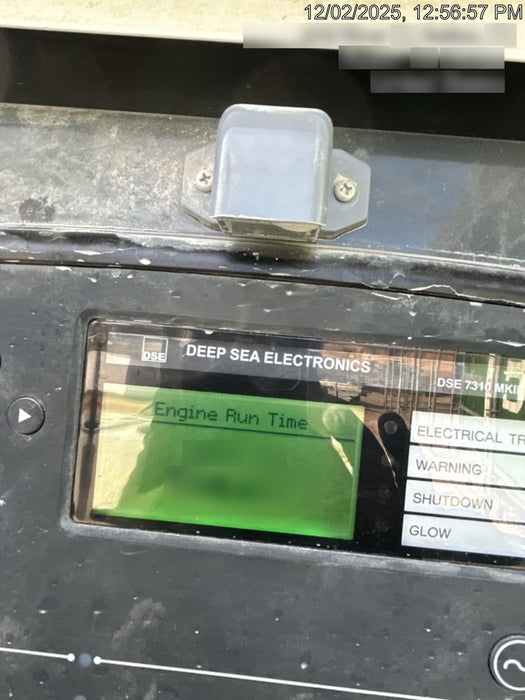 12/02/2025, 12:56:57 PM
DSE
DEEP SEA ELECTRONICS
DSE 7310 MKII
Engine Run Time
ELECTRICAL TR
WARNING
SHUTDOWN
GLOW